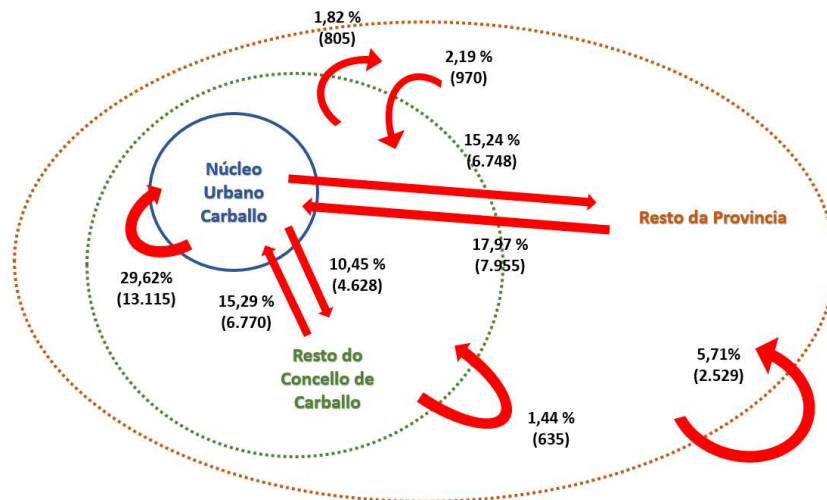 1,82 %
(805)
2,19 %
(970)
15,24 %
(6.748)
Núcleo
Urbano
Carballo
Resto da Provincia
17,97 %
(7.955)
29,62%
(13.115)
10,45 %
(4.628)
15,29 %
(6.770)
Resto do
Concello de
Carballo
5,71%
(2.529)
1,44 %
(635)